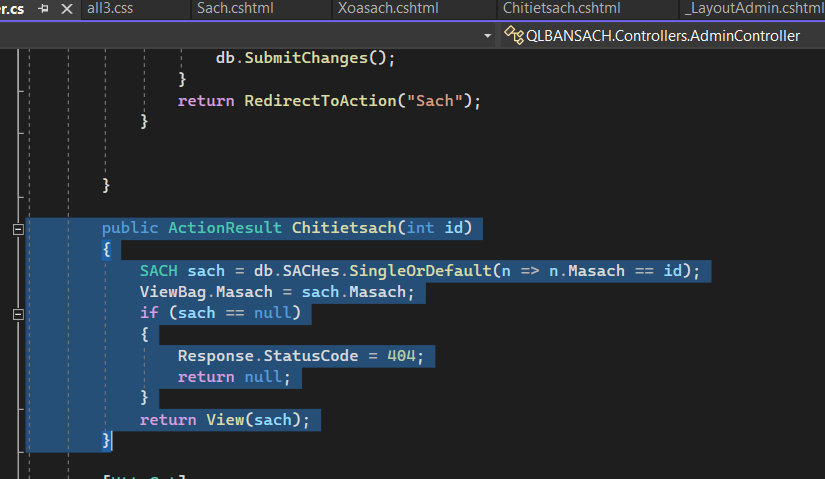 er.cs all3.css Sach.cshtml Xoasach.cshtml Chitietsach.cshtml _LayoutAdmin.cshtml
QLBANSACH.Controllers.AdminController
db.SubmitChanges();
}
return RedirectToAction("Sach");
}
}
public ActionResult Chitietsach(int id)
{
SACH sach = db.SACHes.SingleOrDefault(n => n.Masach == id);
ViewBag.Masach = sach.Masach;
if (sach == null)
{
Response.StatusCode = 404;
return null;
}
return View(sach);
}